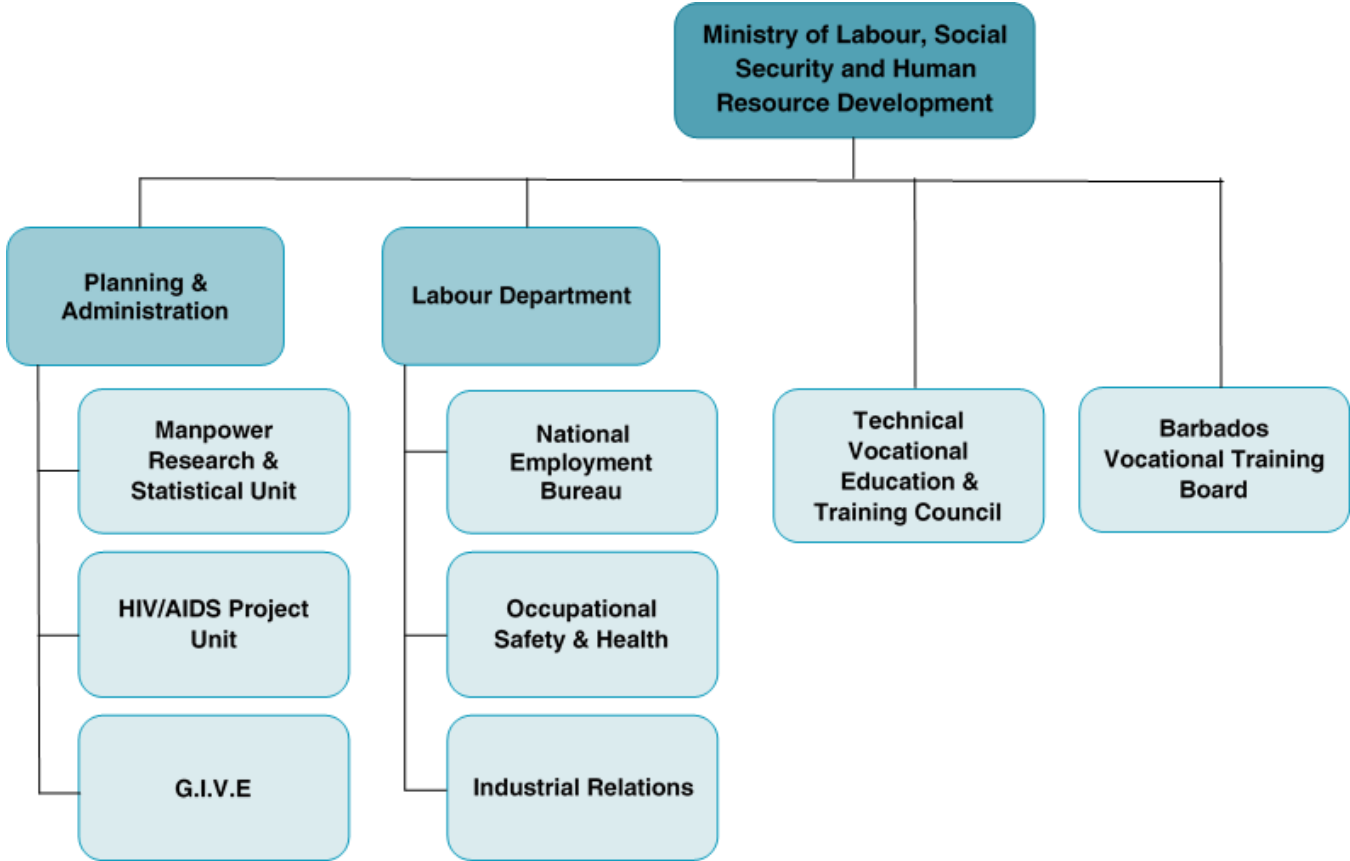 Ministry of Labour, Social
Security and Human
Resource Development
Planning &
Administration
Labour Department
Manpower
Research &
Statistical Unit
HIV/AIDS Project
Unit
G.I.V.E
National
Employment
Bureau
Occupational
Safety & Health
Industrial Relations
Technical
Vocational
Education &
Training Council
Barbados
Vocational Training
Board